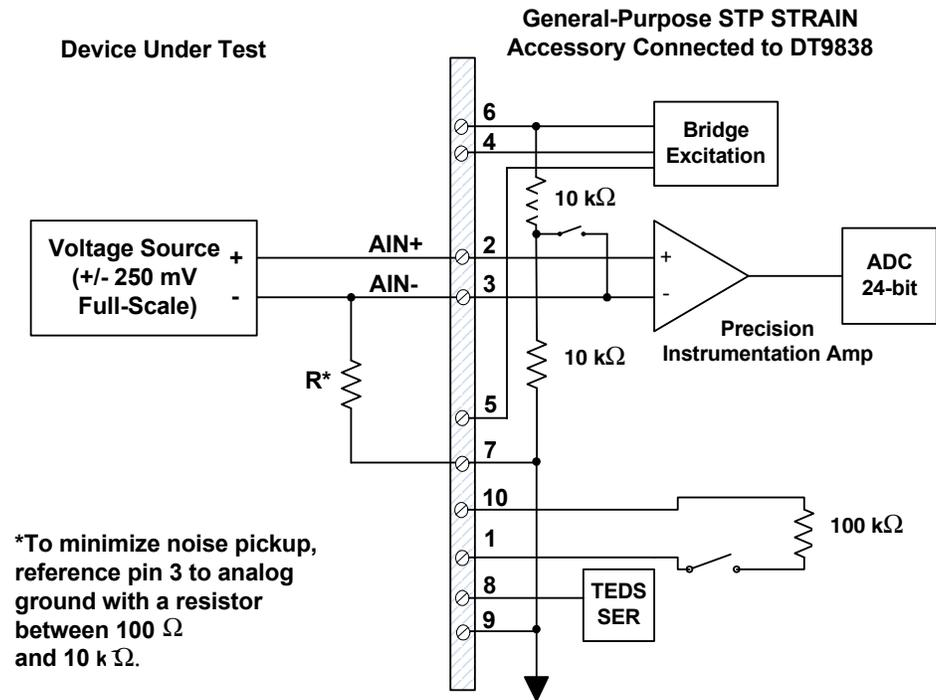 Device Under Test
General-Purpose STP STRAIN
Accessory Connected to DT9838
6
4
Bridge
Excitation
10 kΩ
Voltage Source
(+/- 250 mV
Full-Scale)
+
-
AIN+
AIN-
2
3
+
-
ADC
24-bit
Precision
Instrumentation Amp
10 kΩ
R*
5
7
10
1
8
9
100 kΩ
TEDS
SER
*To minimize noise pickup,
reference pin 3 to analog
ground with a resistor
between 100 Ω
and 10 k Ω.